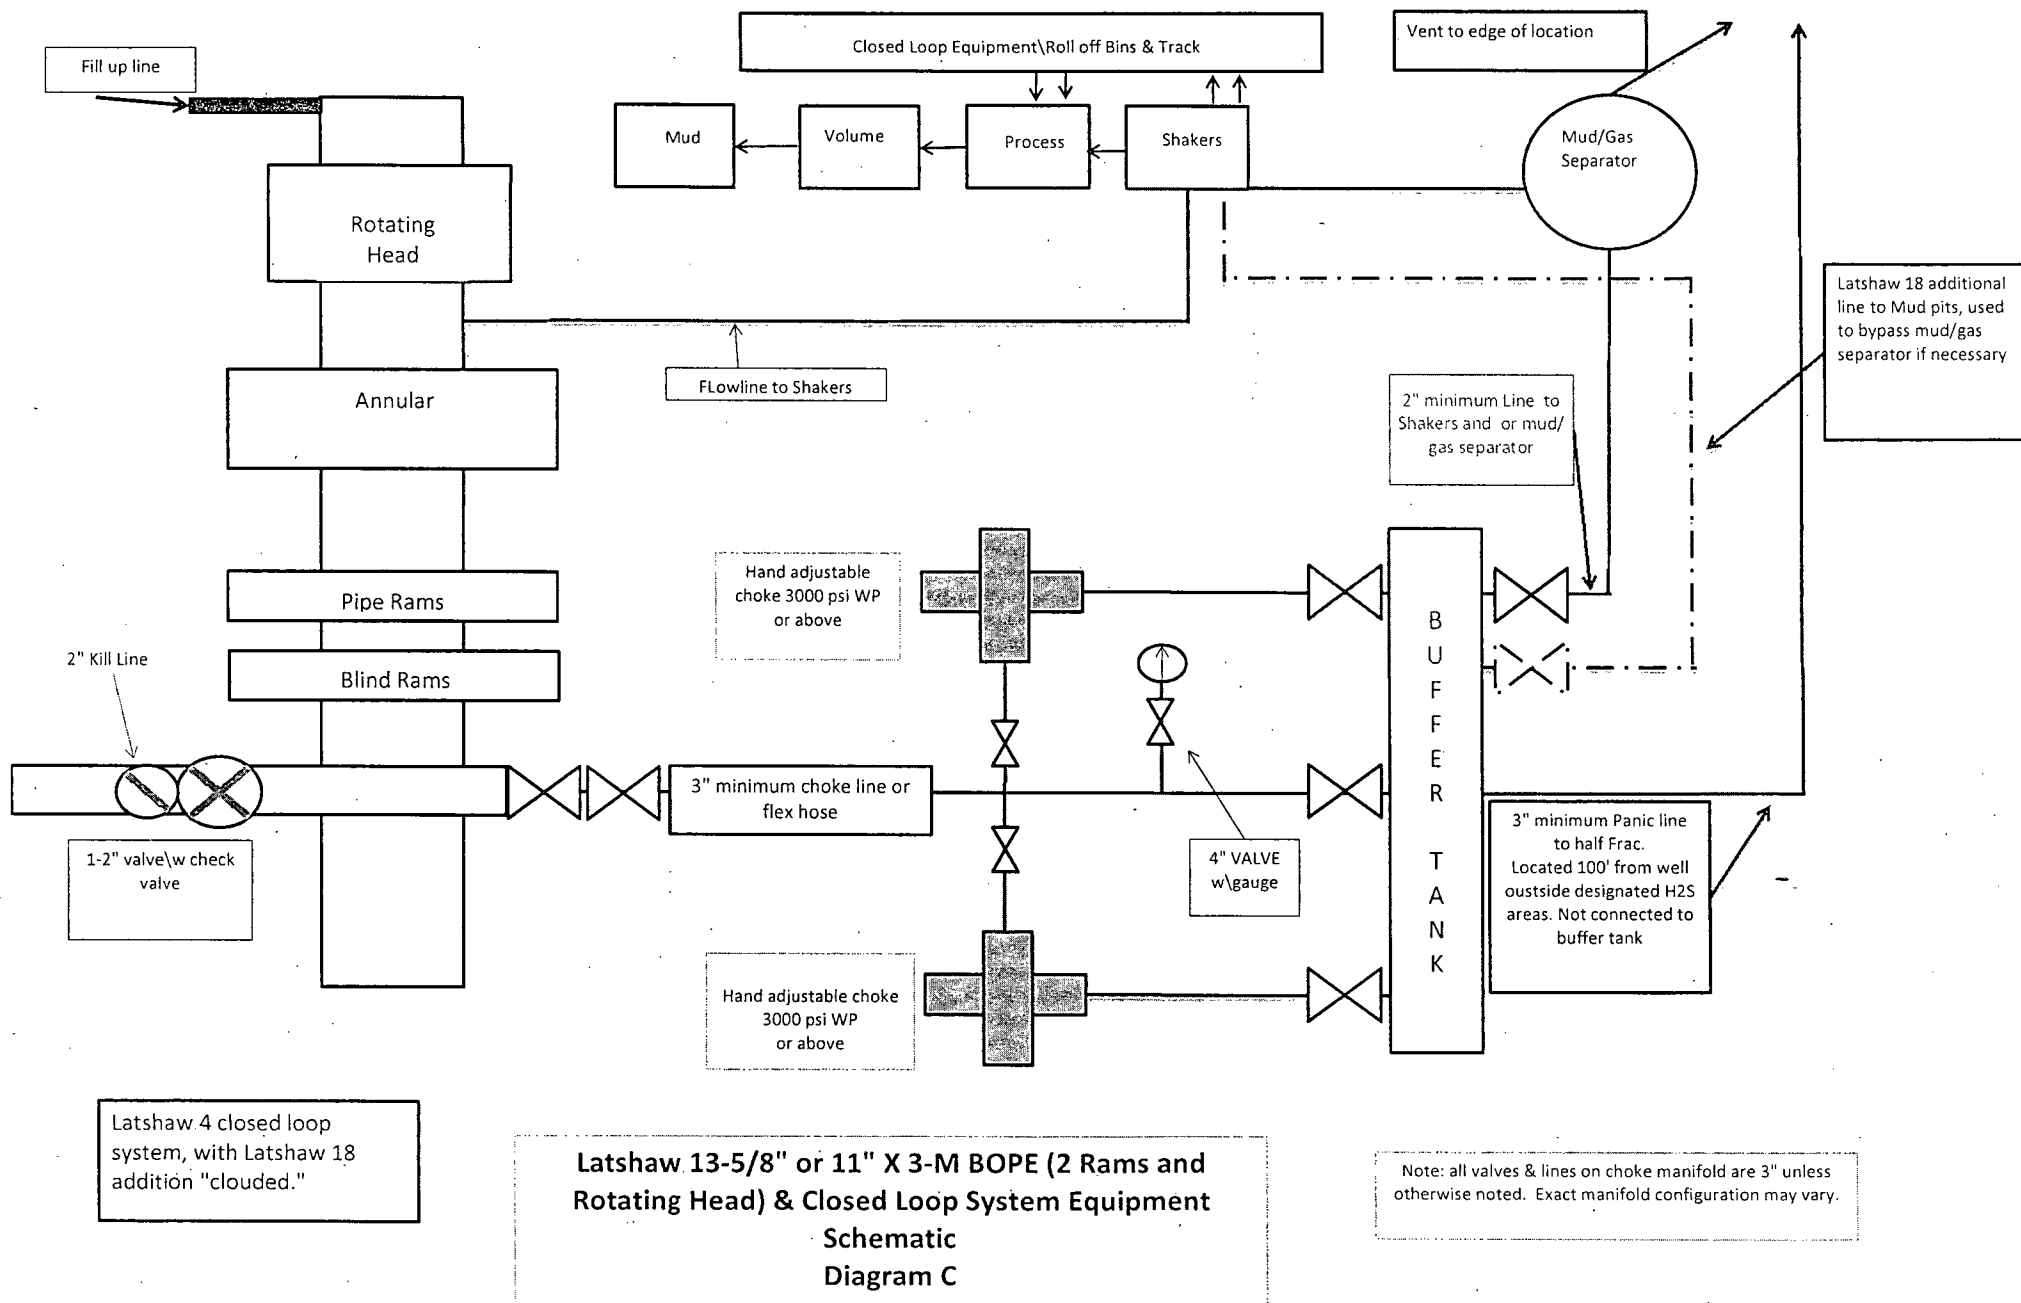 Fill up line
Closed Loop Equipment\Roll off Bins & Track
Vent to edge of location
Mud
Volume
Process
Shakers
Mud/Gas
Separator
Rotating
Head
Latshaw 18 additional
line to Mud pits, used
to bypass mud/gas
separator if necessary
FLowline to Shakers
Annular
2" minimum Line to
Shakers and or mud/
gas separator
Hand adjustable
choke 3000 psi WP
or above
Pipe Rams
2" Kill Line
Blind Rams
B
U
F
F
E
R
T
A
N
K
3" minimum choke line or
flex hose
3" minimum Panic line
to half Frac.
Located 100' from well
oustside designated H2S
areas. Not connected to
buffer tank
1-2" valve\w check
valve
4" VALVE
w\gauge
Hand adjustable choke
3000 psi WP
or above
Latshaw 4 closed loop
system, with Latshaw 18
addition "clouded."
Latshaw 13-5/8" or 11" X 3-M BOPE (2 Rams and
Rotating Head) & Closed Loop System Equipment
Schematic
Diagram C
Note: all valves & lines on choke manifold are 3" unless
otherwise noted. Exact manifold configuration may vary.